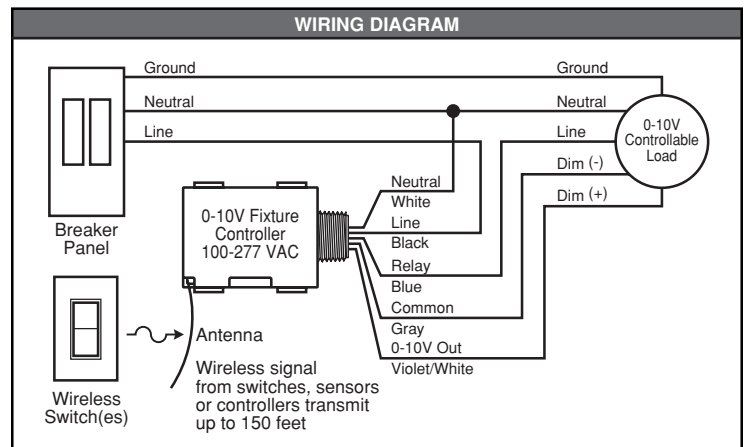 WIRING DIAGRAM
Ground
Ground
Neutral
Neutral
Line
Line
0-10V
Controllable
Load
Dim (-)
Dim (+)
Breaker
Panel
0-10V Fixture
Controller
100-277 VAC
Neutral
White
Line
Black
Relay
Blue
Common
Gray
0-10V Out
Violet/White
Antenna
Wireless signal
from switches, sensors
or controllers transmit
up to 150 feet
Wireless
Switch(es)